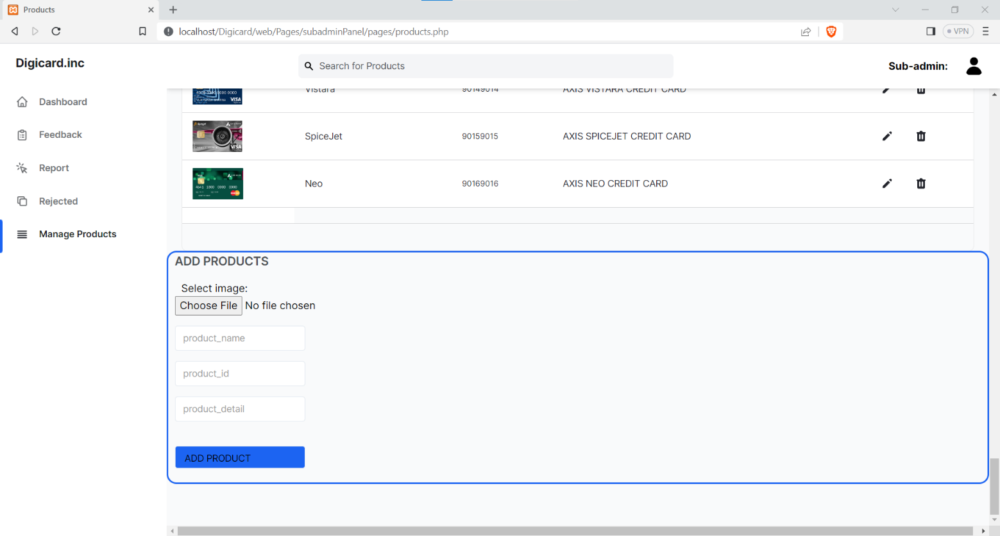 Products
localhost/Digicard/web/Pages/subadminPanel/pages/products.php
VPN
Digicard.inc
Search for Products
Sub-admin:
Dashboard
Feedback
Report
Rejected
Manage Products
VISA
Vistara
90149014
AXIS VISTARA CREDIT CARD
VISA
SpiceJet
90159015
AXIS SPICEJET CREDIT CARD
Neo
90169016
AXIS NEO CREDIT CARD
ADD PRODUCTS
Select image:
Choose File No file chosen
product_name
product_id
product_detail
ADD PRODUCT